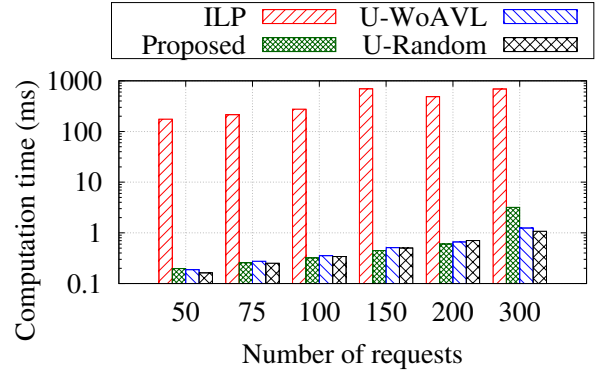 ILP U-WoAVL
Proposed U-Random
Computation time (ms)
1000
100
10
1
0.1
50 75 100 150 200 300
Number of requests